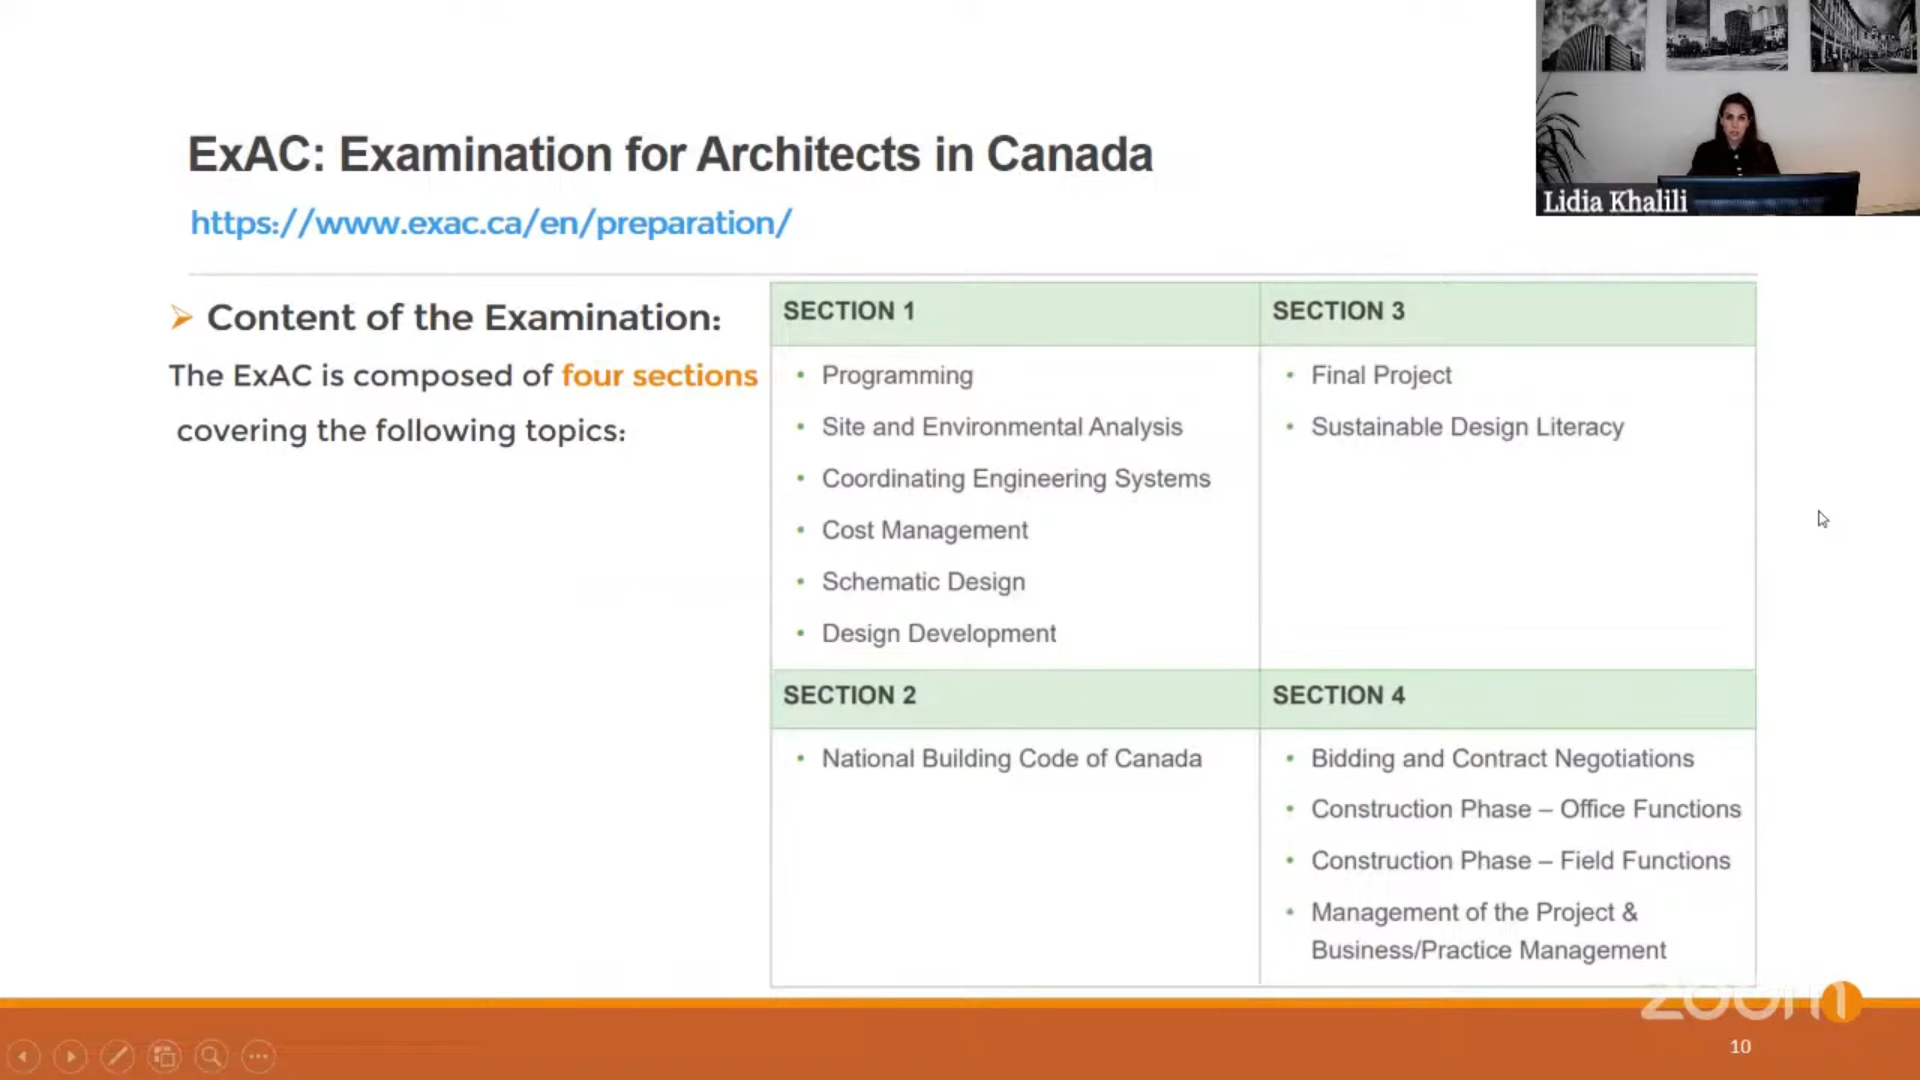 ExAC: Examination for Architects in Canada
https://www.exac.ca/en/preparation/
Lidia Khalili
➢ Content of the Examination:
The ExAC is composed of four sections
covering the following topics:
SECTION 1
• Programming
• Site and Environmental Analysis
• Coordinating Engineering Systems
• Cost Management
• Schematic Design
• Design Development
SECTION 3
• Final Project
• Sustainable Design Literacy
SECTION 2
• National Building Code of Canada
SECTION 4
• Bidding and Contract Negotiations
• Construction Phase – Office Functions
• Construction Phase – Field Functions
• Management of the Project &
Business/Practice Management
zoom
10